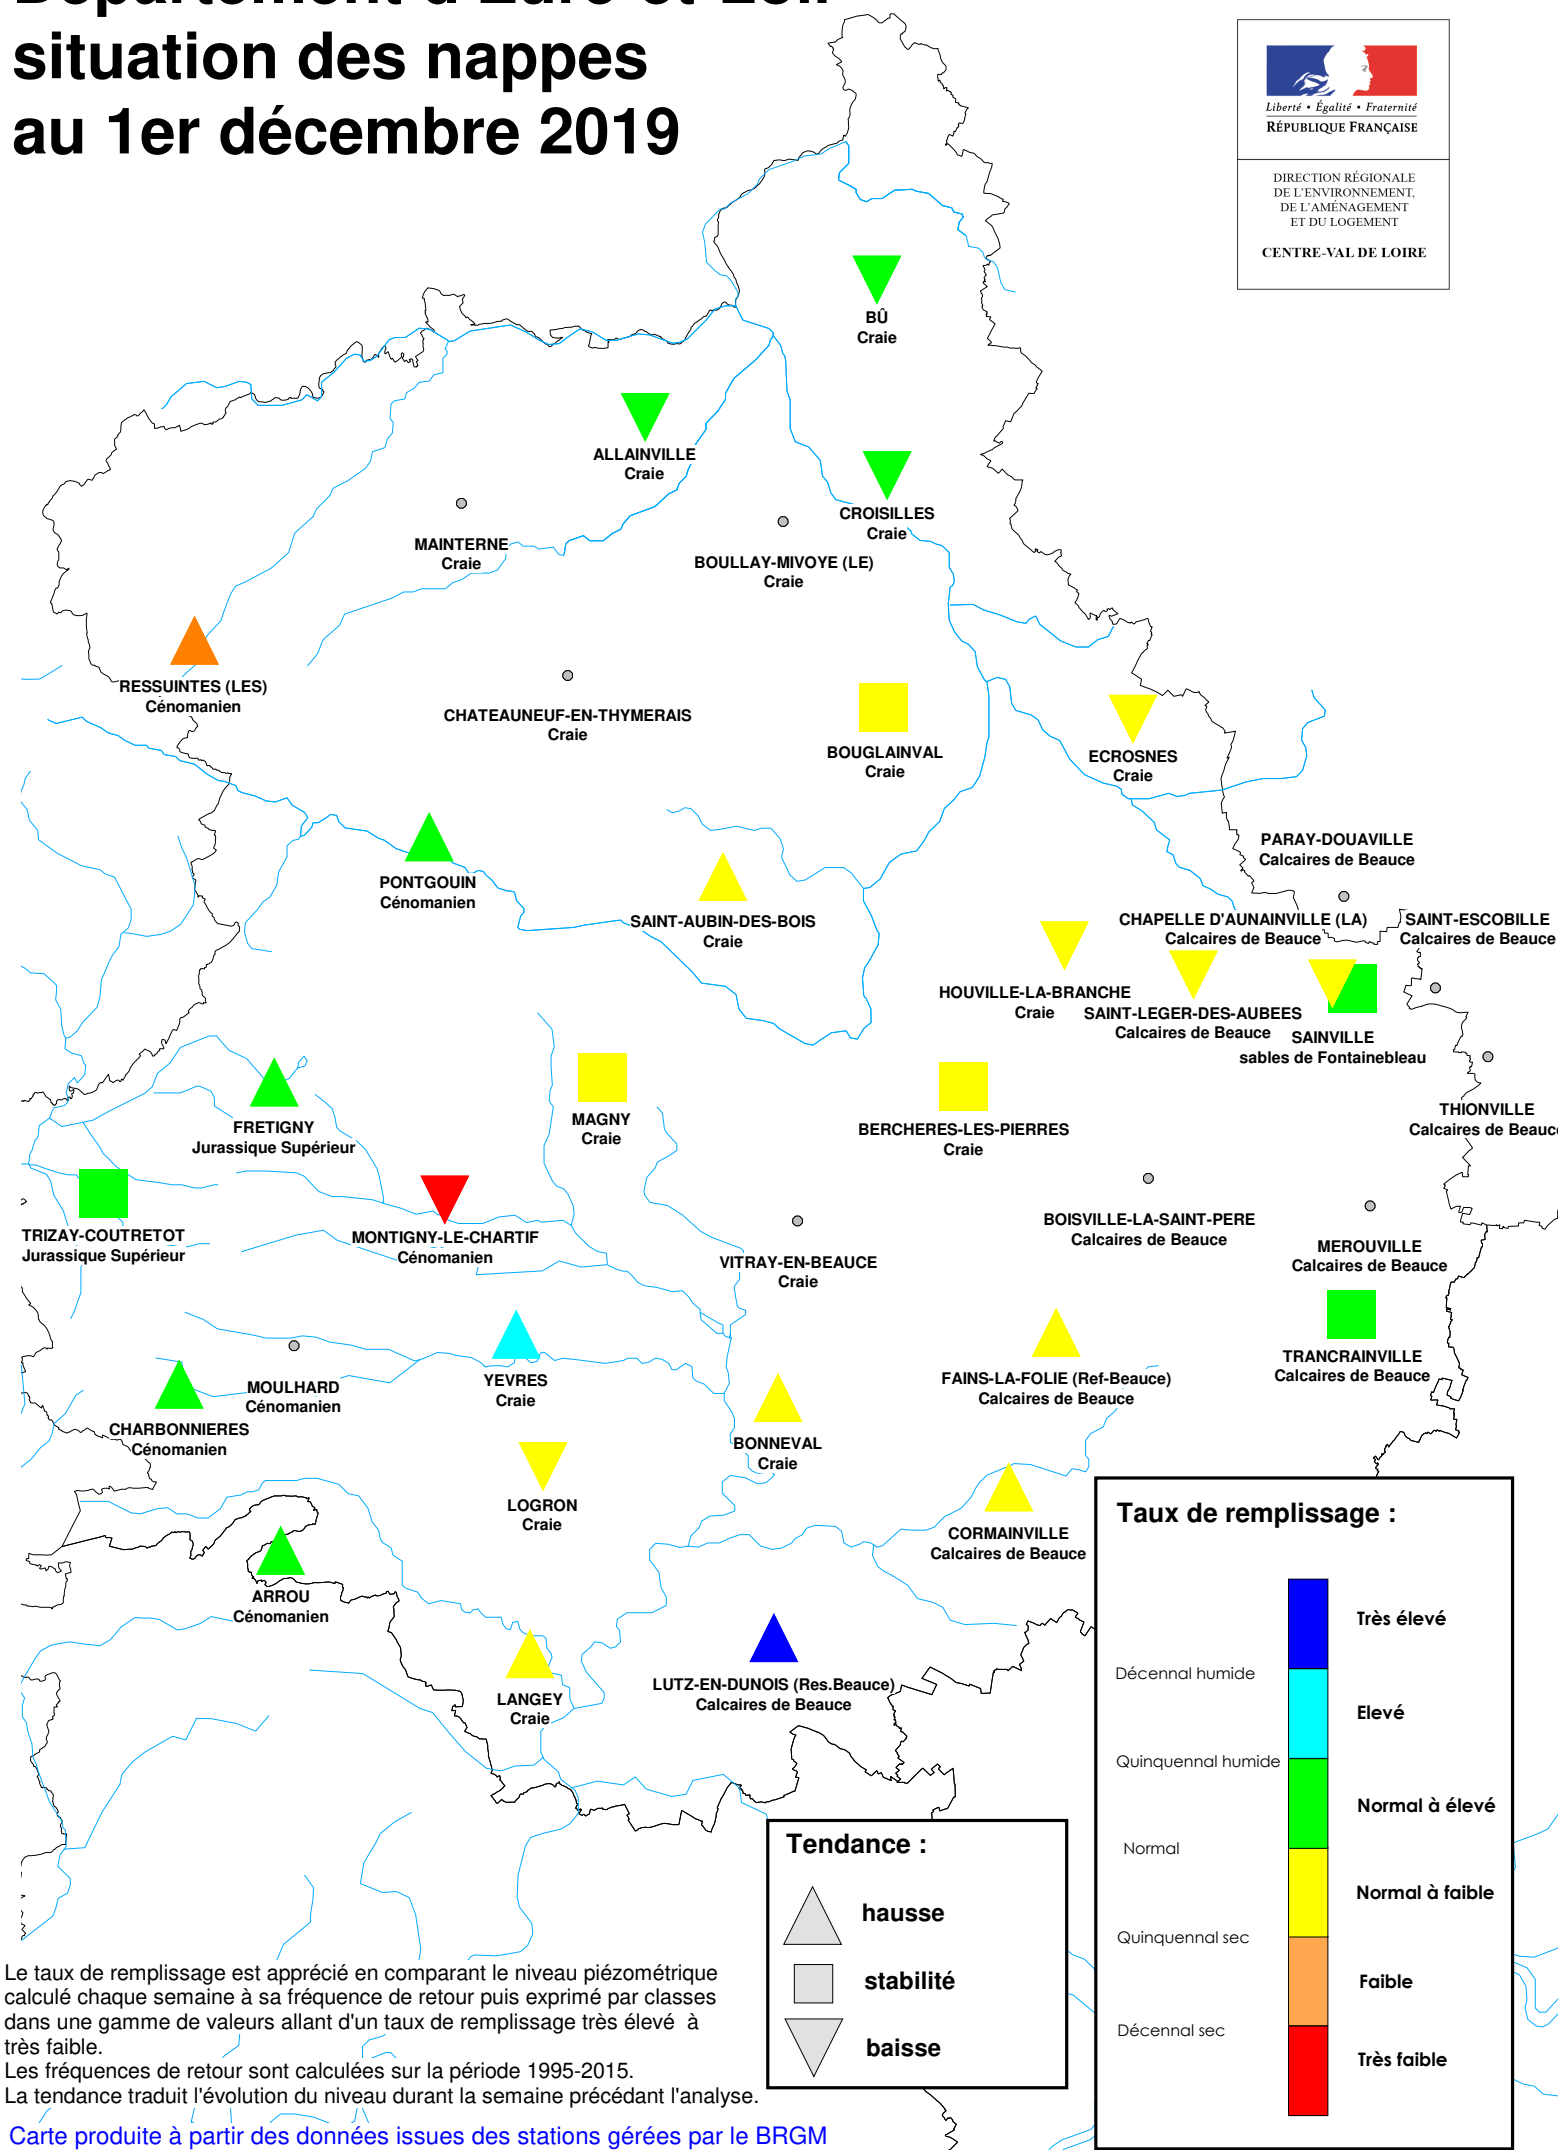 Département d'Eure-et-Loir
situation des nappes
au 1er décembre 2019
Liberté • Égalité • Fraternité
RÉPUBLIQUE FRANÇAISE
DIRECTION RÉGIONALE
DE L'ENVIRONNEMENT,
DE L'AMÉNAGEMENT
ET DU LOGEMENT
CENTRE-VAL DE LOIRE
BÛ
Craie
ALLAINVILLE
Craie
CROISILLES
Craie
MAINTERNE
Craie
BOULLAY-MIVOYE (LE)
Craie
RESSUINTES (LES)
Cénomanien
CHATEAUNEUF-EN-THYMERAIS
Craie
BOUGLAINVAL
Craie
ECROSNES
Craie
PARAY-DOUAVILLE
Calcaires de Beauce
PONTGOUIN
Cénomanien
SAINT-AUBIN-DES-BOIS
Craie
CHAPELLE D'AUNAINVILLE (LA)
Calcaires de Beauce
SAINT-ESCOBILLE
Calcaires de Beauce
HOUVILLE-LA-BRANCHE
Craie
SAINT-LEGER-DES-AUBEES
Calcaires de Beauce
SAINVILLE
sables de Fontainebleau
THIONVILLE
Calcaires de Beauce
FRETIGNY
Jurassique Supérieur
MAGNY
Craie
BERCHERES-LES-PIERRES
Craie
TRIZAY-COUTRETOT
Jurassique Supérieur
MONTIGNY-LE-CHARTIF
Cénomanien
VITRAY-EN-BEAUCE
Craie
BOISVILLE-LA-SAINT-PERE
Calcaires de Beauce
MEROUVILLE
Calcaires de Beauce
TRANCRAINVILLE
Calcaires de Beauce
MOULHARD
Cénomanien
YEVRES
Craie
FAINS-LA-FOLIE (Ref-Beauce)
Calcaires de Beauce
CHARBONNIERES
Cénomanien
BONNEVAL
Craie
LOGRON
Craie
CORMAINVILLE
Calcaires de Beauce
ARROU
Cénomanien
LANGEY
Craie
LUTZ-EN-DUNOIS (Res.Beauce)
Calcaires de Beauce
Taux de remplissage :
Très élevé
Décennal humide
Elevé
Quinquennal humide
Normal à élevé
Normal
Normal à faible
Quinquennal sec
Faible
Décennal sec
Très faible
Tendance :
hausse
stabilité
baisse
Le taux de remplissage est apprécié en comparant le niveau piézométrique
calculé chaque semaine à sa fréquence de retour puis exprimé par classes
dans une gamme de valeurs allant d'un taux de remplissage très élevé à
très faible.
Les fréquences de retour sont calculées sur la période 1995-2015.
La tendance traduit l'évolution du niveau durant la semaine précédant l'analyse.
Carte produite à partir des données issues des stations gérées par le BRGM